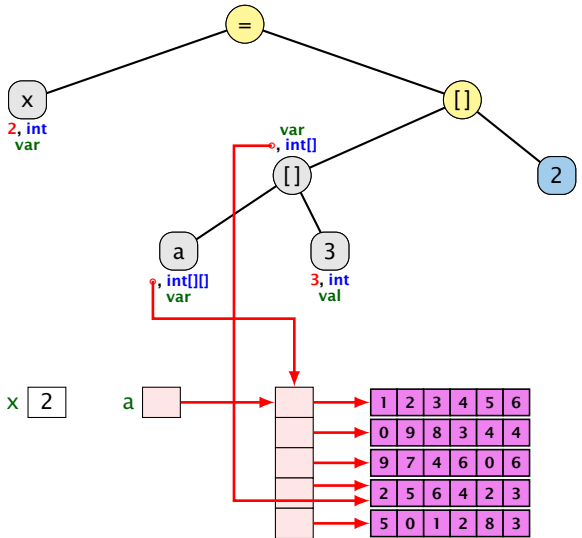 =
x
[]
2, int
var
var
, int[]
[]
2
a
3
, int[][]
var
3, int
val
x 2
a
1 2 3 4 5 6
0 9 8 3 4 4
9 7 4 6 0 6
2 5 6 4 2 3
5 0 1 2 8 3